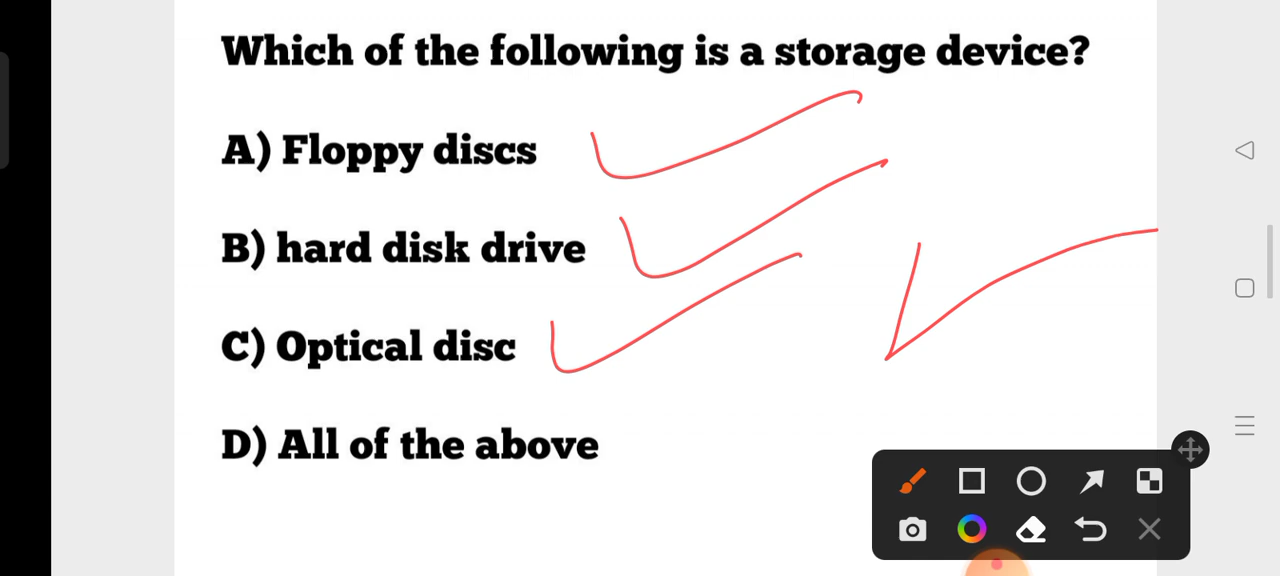 Which of the following is a storage device?
A) Floppy discs
B) hard disk drive
C) Optical disc
D) All of the above